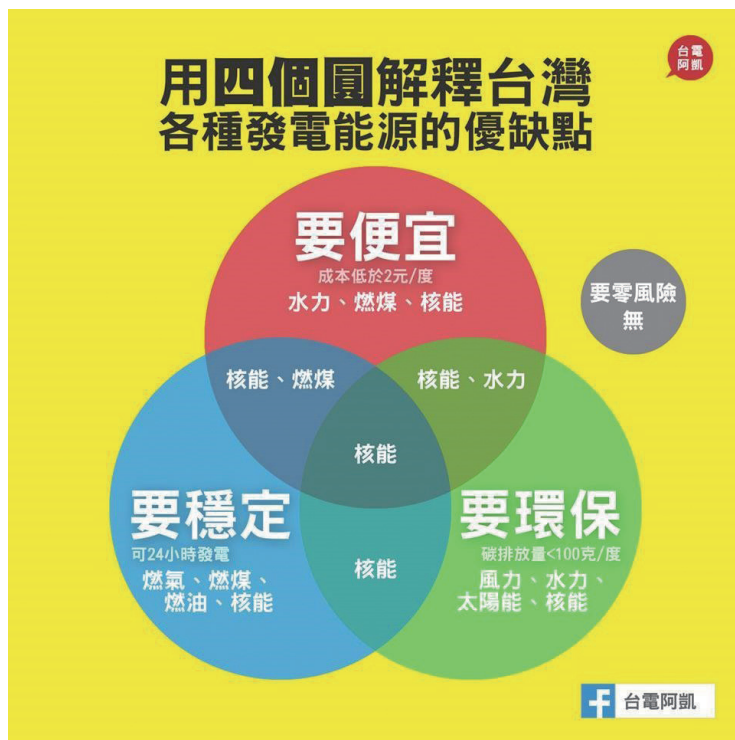 台電
阿凱
用四個圓解釋台灣
各種發電能源的優缺點
要便宜
成本低於2元/度
水力、燃煤、核能
要零風險
無
核能、燃煤
核能、水力
核能
要穩定
可24小時發電
燃氣、燃煤、
燃油、核能
核能
要環保
碳排放量<100克/度
風力、水力、
太陽能、核能
台電阿凱